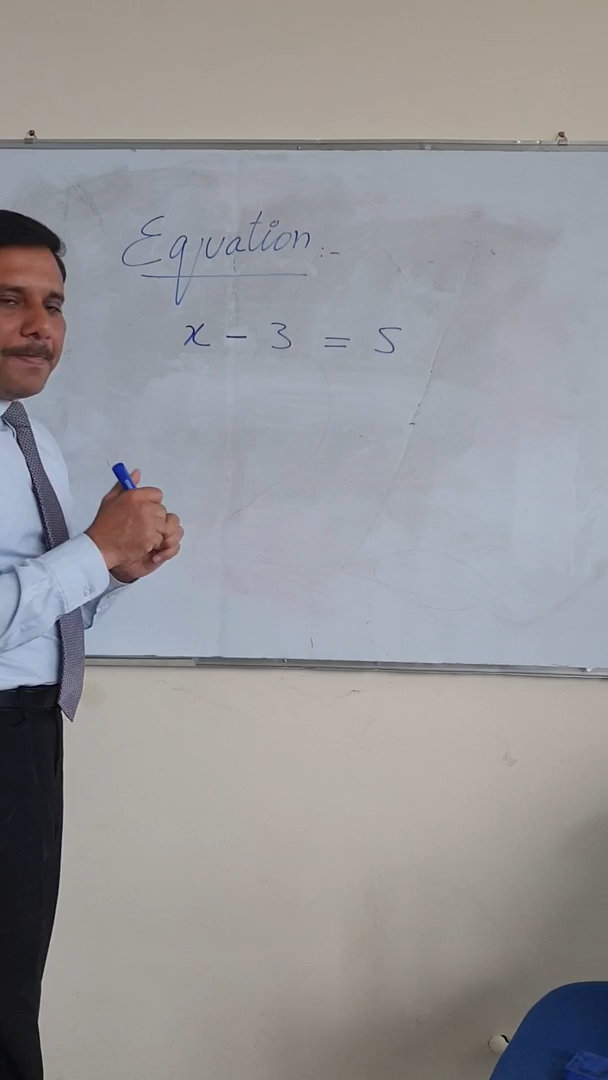 Equation:-
x - 3 = 5